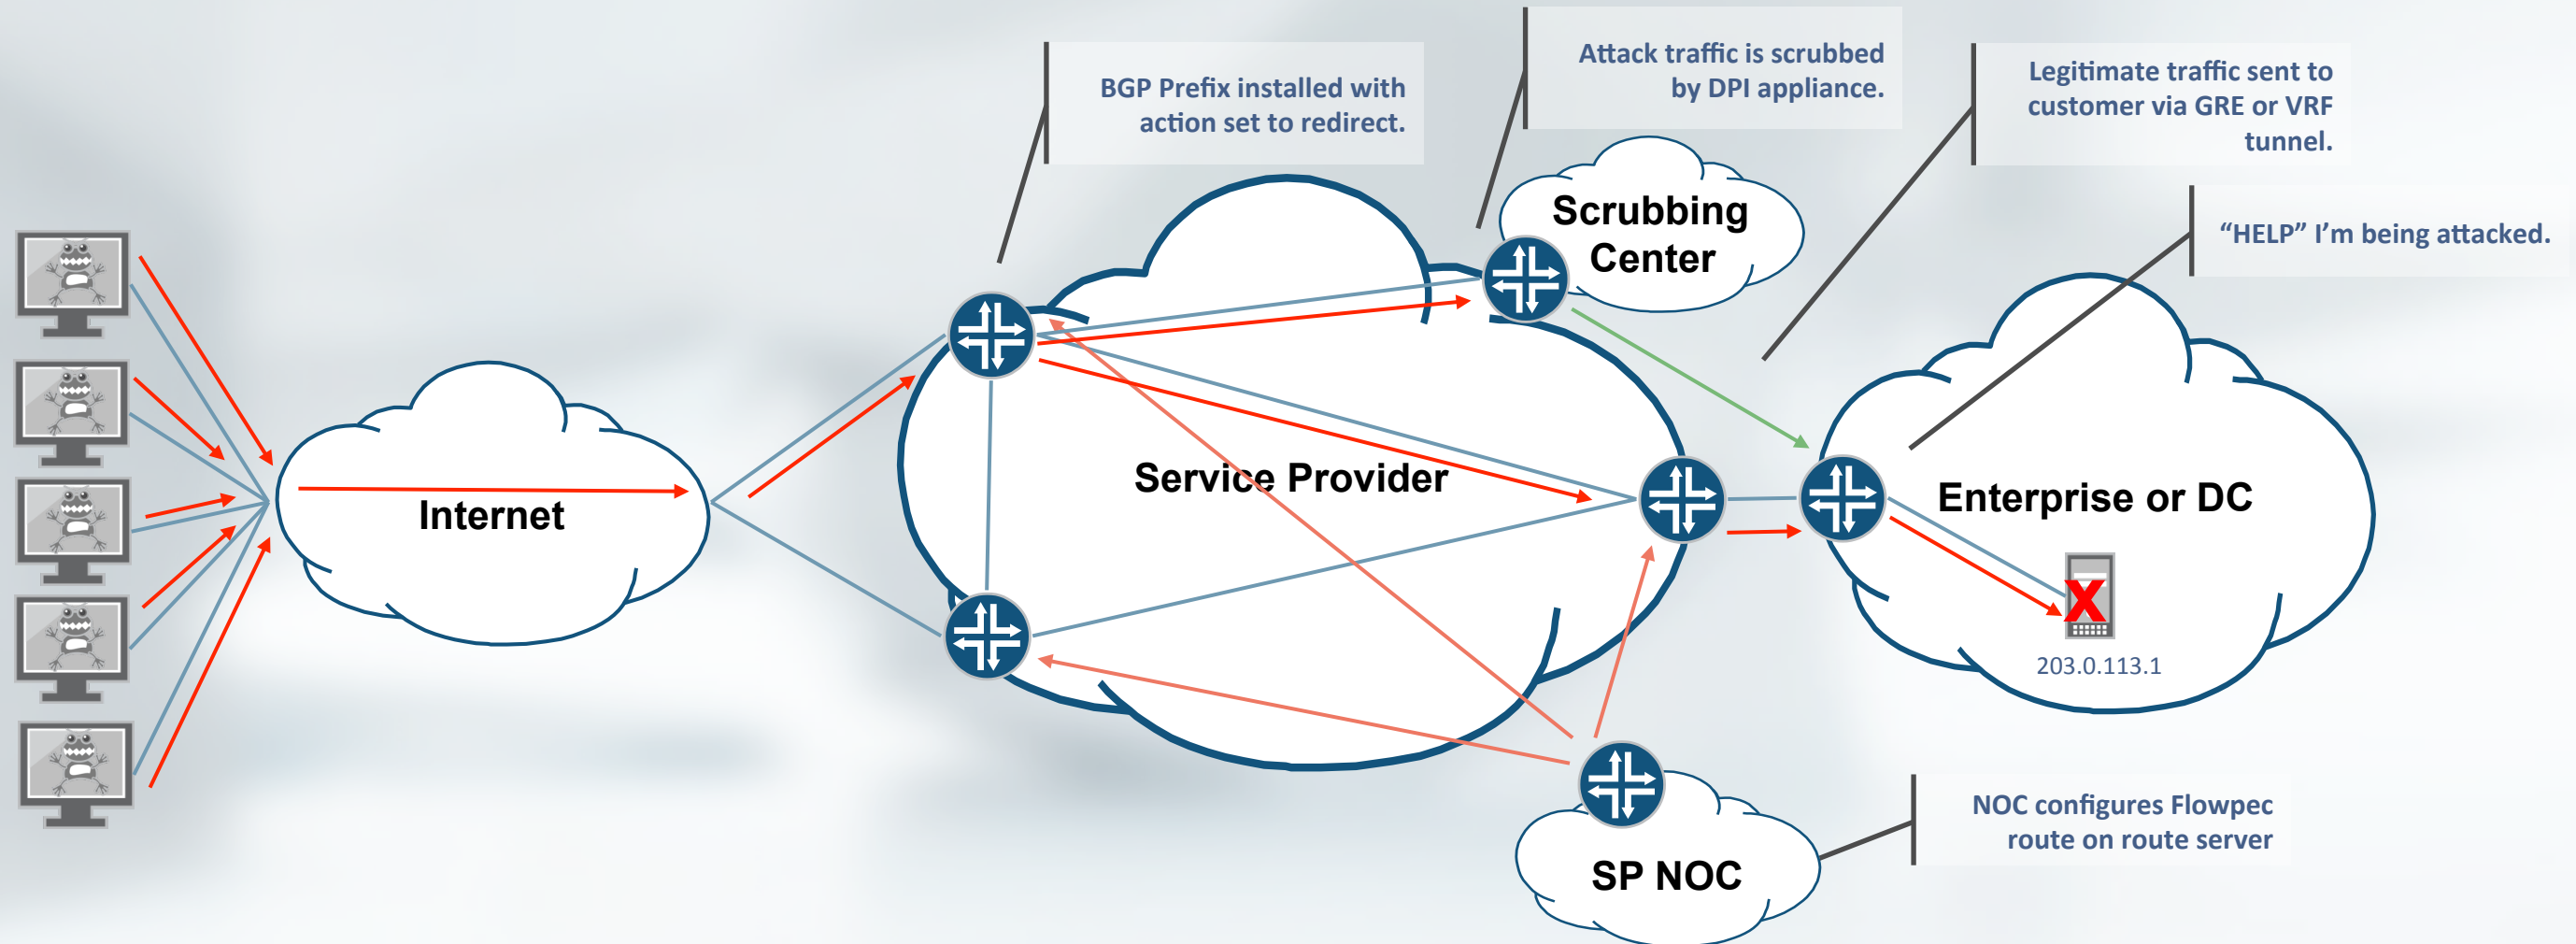 BGP Prefix installed with
action set to redirect.
Attack traffic is scrubbed
by DPI appliance.
Legitimate traffic sent to
customer via GRE or VRF
tunnel.
“HELP” I’m being attacked.
Scrubbing
Center
Internet
Service Provider
Enterprise or DC
X
203.0.113.1
NOC configures Flowpec
route on route server
SP NOC